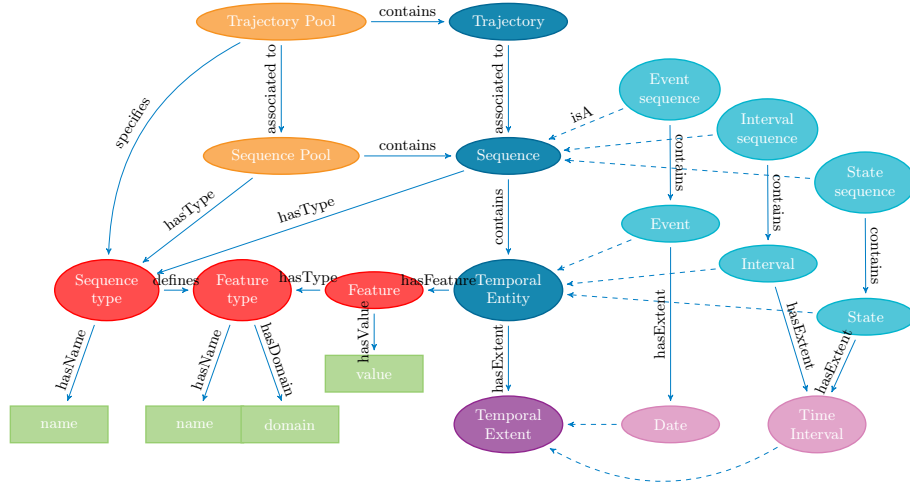 Trajectory Pool
contains
Trajectory
specifies
associated to
associated to
Event
sequence
isA
Interval
sequence
Sequence Pool
contains
Sequence
contains
State
sequence
hasType
hasType
contains
Event
contains
contains
Sequence
type
defines
Feature
type
hasType
Feature
hasFeature
Temporal
Entity
Interval
State
hasName
hasName
hasDomain
hasValue
hasExtent
hasExtent
hasExtent
hasExtent
value
name
name
domain
Temporal
Extent
Date
Time
Interval